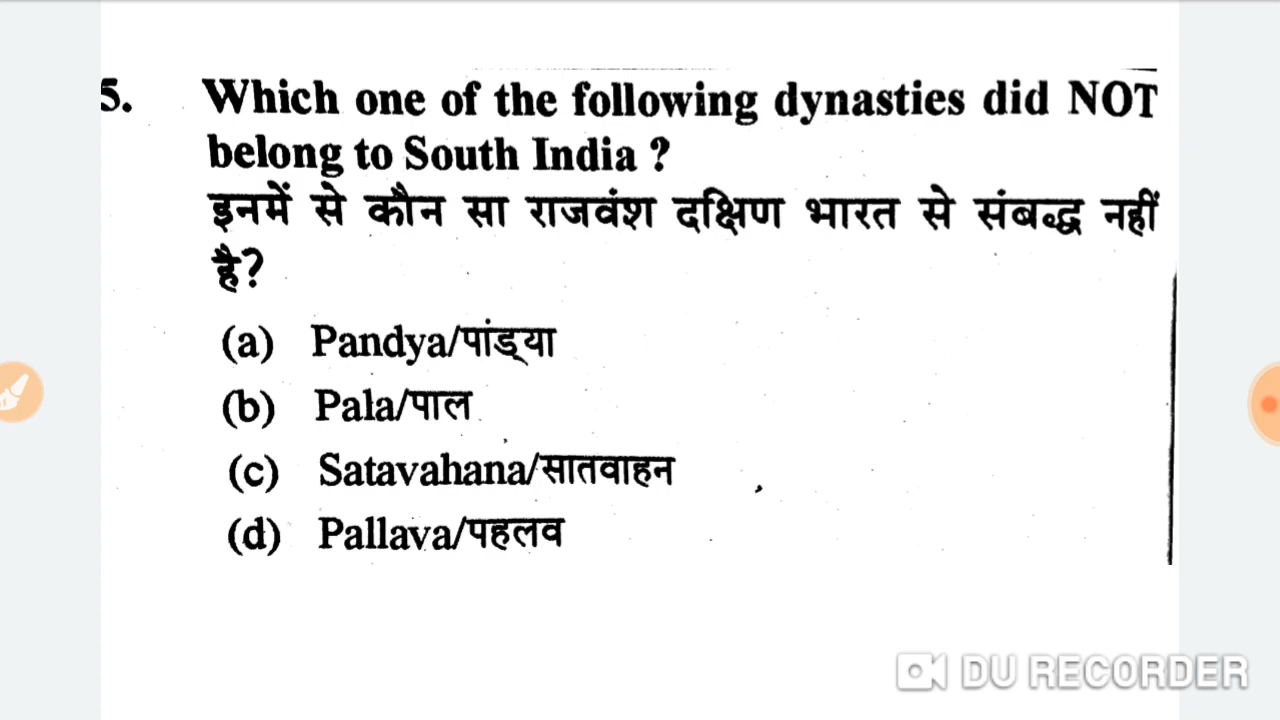 5. Which one of the following dynasties did NOT
belong to South India ?
इनमें से कौन सा राजवंश दक्षिण भारत से संबद्ध नहीं
है?
(a) Pandya/पांड्या
(b) Pala/पाल
(c) Satavahana/सातवाहन
(d) Pallava/पहलव
DU RECORDER